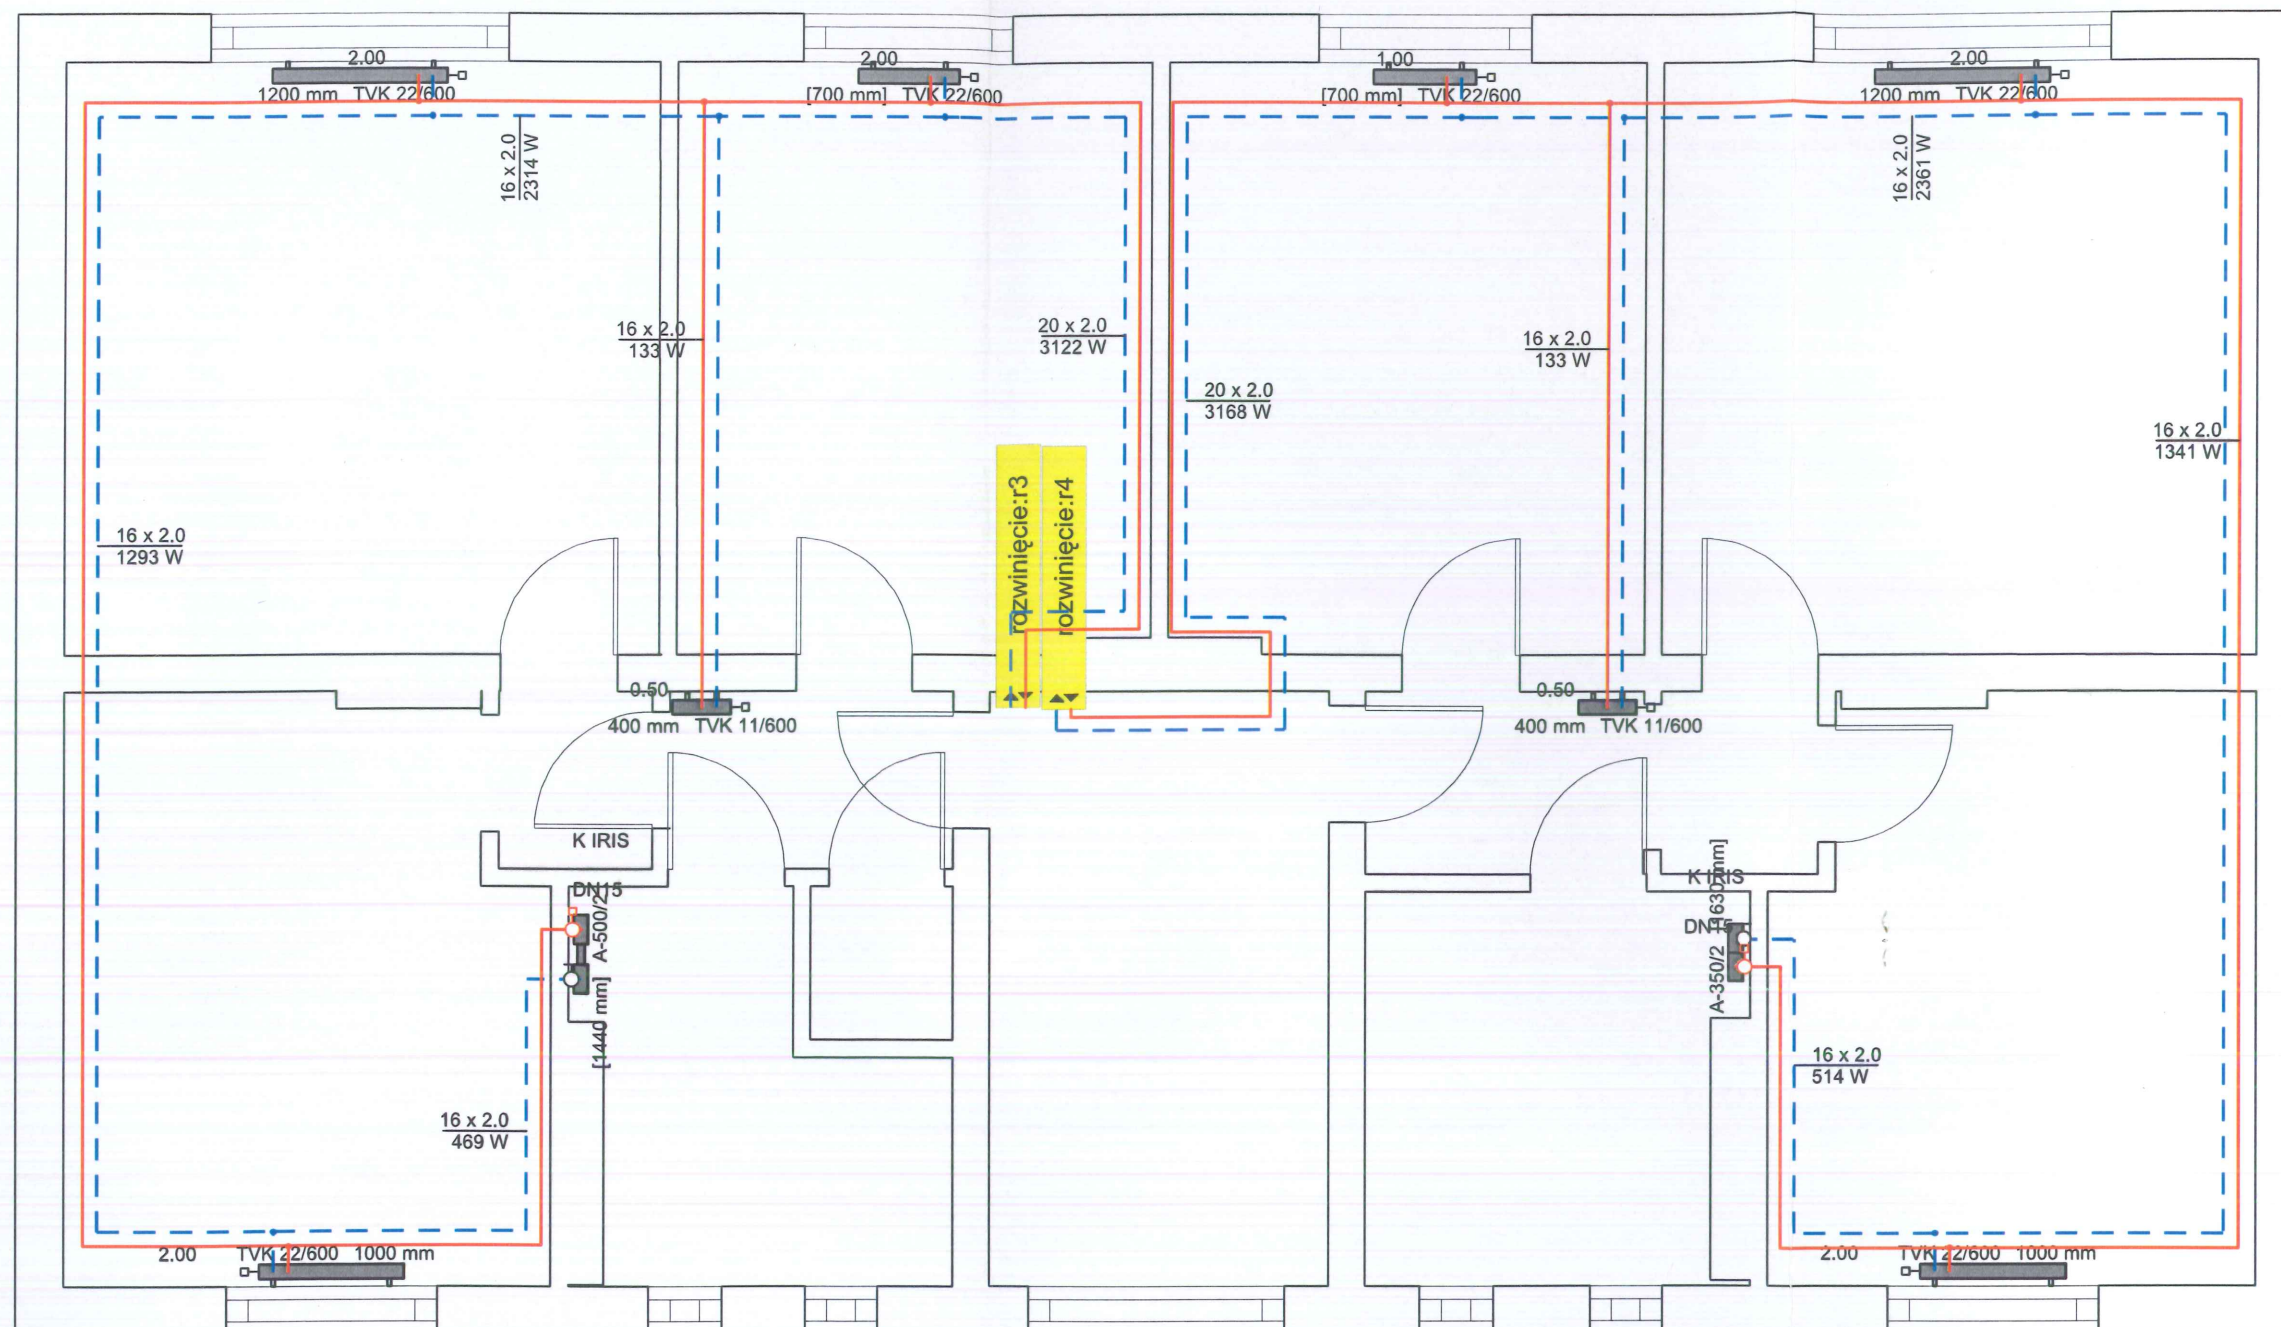 2.00
1200 mm TVK 22/600
2.00
[700 mm] TVK 22/600
1.00
[700 mm] TVK 22/600
2.00
1200 mm TVK 22/600
16 x 2.0
2314 W
16 x 2.0
2361 W
16 x 2.0
133 W
20 x 2.0
3122 W
16 x 2.0
133 W
20 x 2.0
3168 W
16 x 2.0
1341 W
16 x 2.0
1293 W
rozwinięcie:r3
rozwinięcie:r4
0.50
400 mm TVK 11/600
0.50
400 mm TVK 11/600
K IRIS
DN15
A-500/2
[1440 mm]
K IRIS
DN15
A-350/2 [1630 mm]
16 x 2.0
514 W
16 x 2.0
469 W
2.00 TVK 22/600 1000 mm
2.00 TVK 22/600 1000 mm